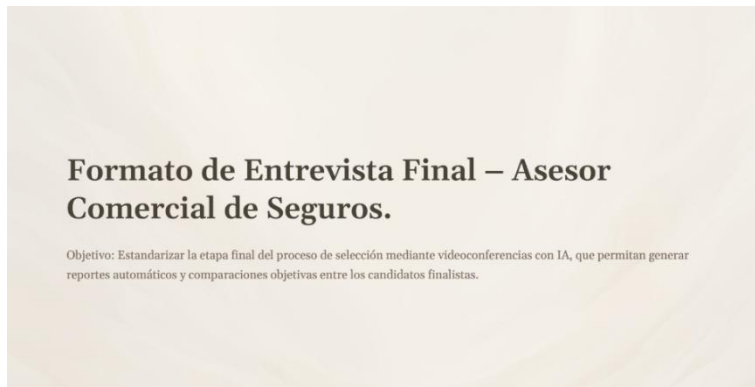 Formato de Entrevista Final – Asesor
Comercial de Seguros.
Objetivo: Estandarizar la etapa final del proceso de selección mediante videoconferencias con IA, que permitan generar
reportes automáticos y comparaciones objetivas entre los candidatos finalistas.